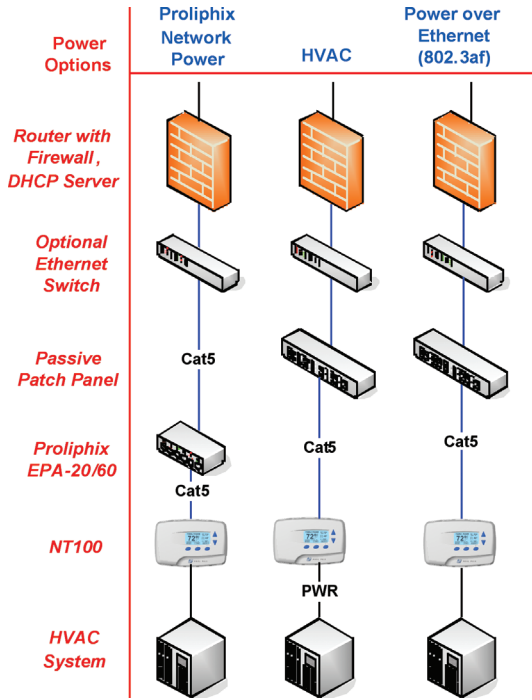 Power
Options
Proliphix
Network
Power
HVAC
Power over
Ethernet
(802.3af)
Router with
Firewall,
DHCP Server
Optional
Ethernet
Switch
Passive
Patch Panel
Cat5
Proliphix
EPA-20/60
Cat5
Cat5
Cat5
NT100
72
72
72
PWR
HVAC
System